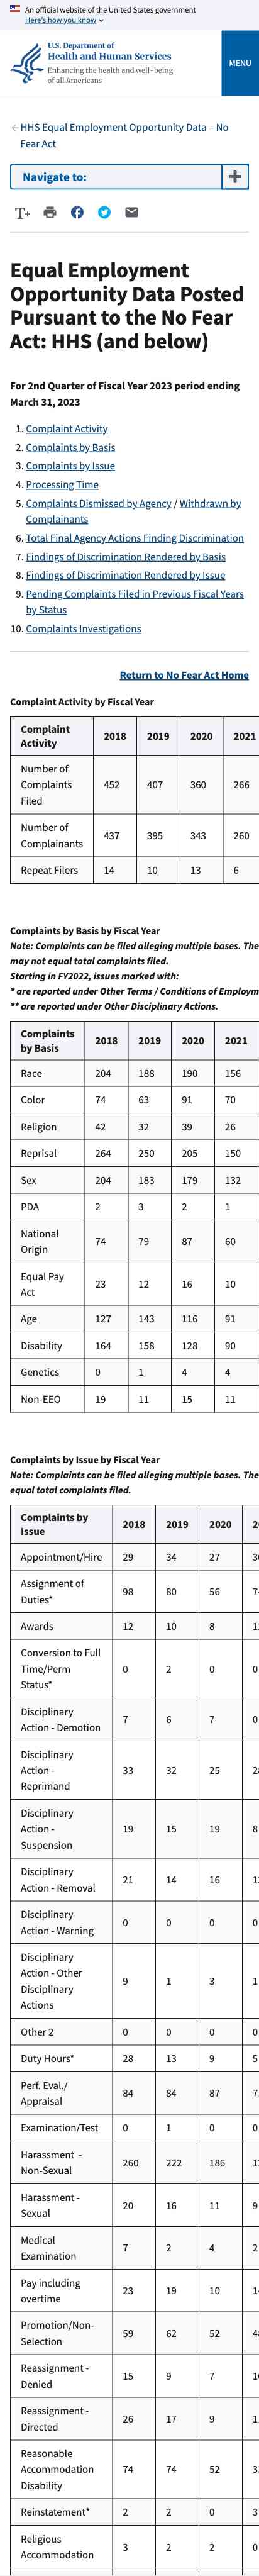 An official website of the United States government
Here's how you know
U.S. Department of
Health and Human Services
Enhancing the health and well-being
of all Americans
MENU
HHS Equal Employment Opportunity Data – No
Fear Act
Navigate to:
T+
Equal Employment
Opportunity Data Posted
Pursuant to the No Fear
Act: HHS (and below)
For 2nd Quarter of Fiscal Year 2023 period ending
March 31, 2023
1. Complaint Activity
2. Complaints by Basis
3. Complaints by Issue
4. Processing Time
5. Complaints Dismissed by Agency / Withdrawn by
Complainants
6. Total Final Agency Actions Finding Discrimination
7. Findings of Discrimination Rendered by Basis
8. Findings of Discrimination Rendered by Issue
9. Pending Complaints Filed in Previous Fiscal Years
by Status
10. Complaints Investigations
Return to No Fear Act Home
Complaint Activity by Fiscal Year
Complaint
Activity 2018 2019 2020 2021
Number of
Complaints
Filed 452 407 360 266
Number of
Complainants 437 395 343 260
Repeat Filers 14 10 13 6
Complaints by Basis by Fiscal Year
Note: Complaints can be filed alleging multiple bases. The
may not equal total complaints filed.
Starting in FY2022, issues marked with:
* are reported under Other Terms / Conditions of Employm
** are reported under Other Disciplinary Actions.
Complaints
by Basis 2018 2019 2020 2021
Race 204 188 190 156
Color 74 63 91 70
Religion 42 32 39 26
Reprisal 264 250 205 150
Sex 204 183 179 132
PDA 2 3 2 1
National
Origin 74 79 87 60
Equal Pay
Act 23 12 16 10
Age 127 143 116 91
Disability 164 158 128 90
Genetics 0 1 4 4
Non-EEO 19 11 15 11
Complaints by Issue by Fiscal Year
Note: Complaints can be filed alleging multiple bases. The
equal total complaints filed.
Complaints by
Issue 2018 2019 2020
Appointment/Hire 29 34 27
Assignment of
Duties* 98 80 56
Awards 12 10 8
Conversion to Full
Time/Perm
Status* 0 2 0 0
Disciplinary
Action - Demotion 7 6 7 0
Disciplinary
Action -
Reprimand 33 32 25
Disciplinary
Action -
Suspension 19 15 19 8
Disciplinary
Action - Removal 21 14 16
Disciplinary
Action - Warning 0 0 0 0
Disciplinary
Action - Other
Disciplinary
Actions 9 1 3 1
Other 2 0 0 0 0
Duty Hours* 28 13 9 5
Perf. Eval./
Appraisal 84 84 87
Examination/Test 0 1 0 0
Harassment -
Non-Sexual 260 222 186
Harassment -
Sexual 20 16 11 9
Medical
Examination 7 2 4 2
Pay including
overtime 23 19 10
Promotion/Non-
Selection 59 62 52
Reassignment -
Denied 15 9 7
Reassignment -
Directed 26 17 9
Reasonable
Accommodation
Disability 74 74 52
Reinstatement* 2 2 0 3
Religious
Accommodation 3 2 2 0